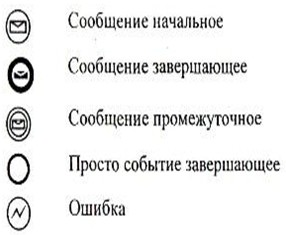 Сообщение начальное
Сообщение завершающее
Сообщение промежуточное
Просто событие завершающее
Ошибка